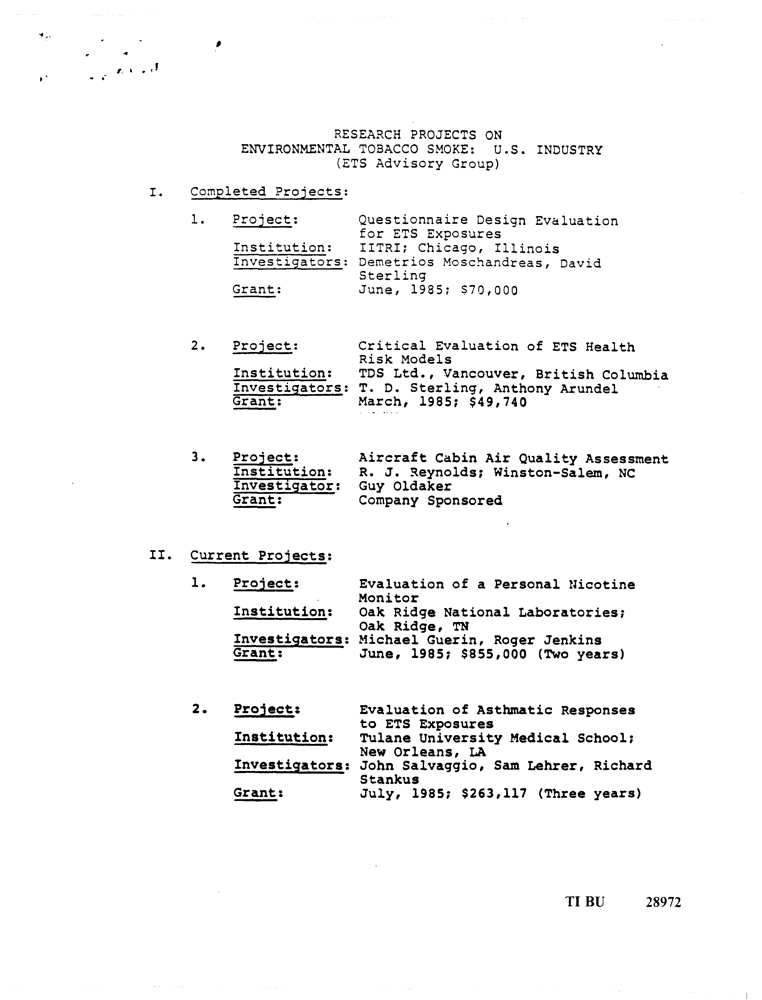 RESEARCH PROJECTS ON
ENVIRONMENTAL TOBACCO SMOKE: U.S. INDUSTRY
(ETS Advisory Group)
I. Completed Projects:
1. Project: Questionnaire Design Evaluation
for ETS Exposures
Institution: IITRI; Chicago, Illinois
Investigators: Demetrios Moschandreas, David
Sterling
Grant: June, 1985; $70,000
2. Project: Critical Evaluation of ETS Health
Risk Models
Institution: TDS Ltd., Vancouver, British Columbia
Investigators: T. D. Sterling, Anthony Arundel
Grant: March, 1985; $49,740
3. Project: Aircraft Cabin Air Quality Assessment
Institution: R. J. Reynolds; Winston-Salem, NC
Investigator: Guy Oldaker
Grant: Company Sponsored
II. Current Projects:
1. Project: Evaluation of a Personal Nicotine
Monitor
Institution: Oak Ridge National Laboratories;
Oak Ridge, TN
Investigators: Michael Guerin, Roger Jenkins
Grant: June, 1985; $855,000 (Two years)
2. Project: Evaluation of Asthmatic Responses
to ETS Exposures
Institution: Tulane University Medical School;
New Orleans, LA
Investigators: John Salvaggio, Sam Lehrer, Richard
Stankus
Grant: July, 1985; $263,117 (Three years)
TI BU 28972